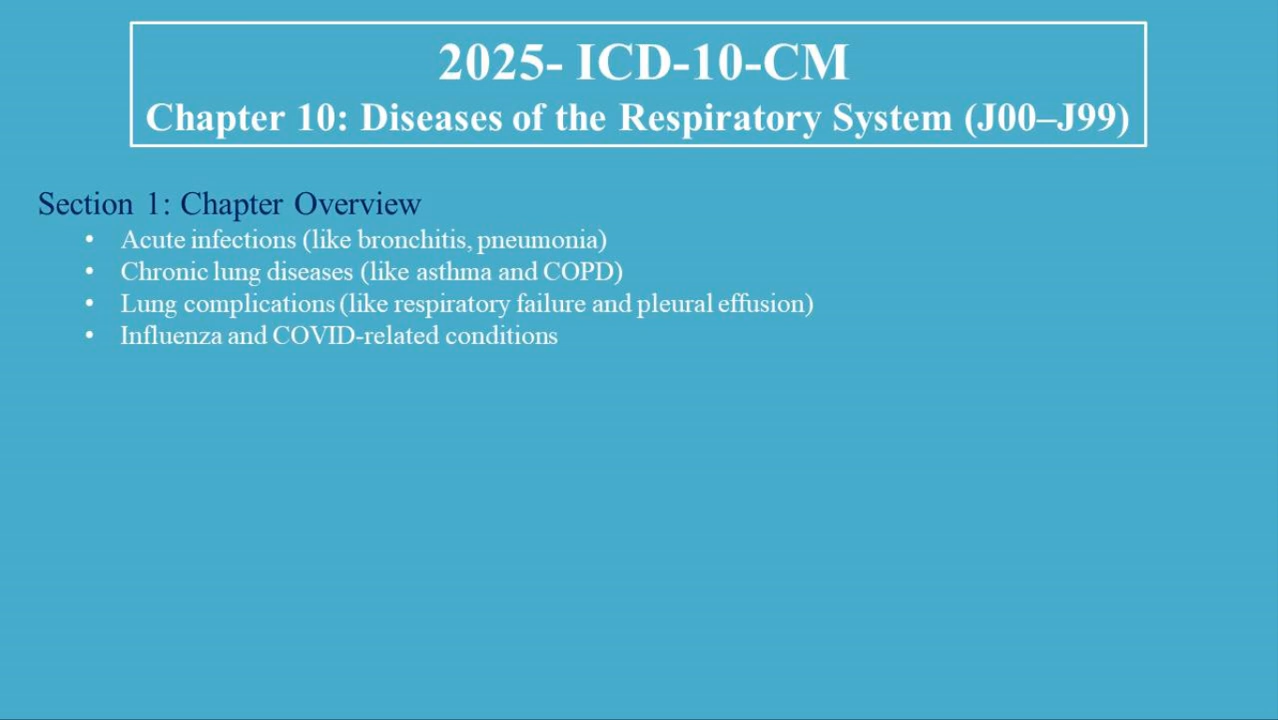 2025- ICD-10-CM
Chapter 10: Diseases of the Respiratory System (J00–J99)
Section 1: Chapter Overview
• Acute infections (like bronchitis, pneumonia)
• Chronic lung diseases (like asthma and COPD)
• Lung complications (like respiratory failure and pleural effusion)
• Influenza and COVID-related conditions